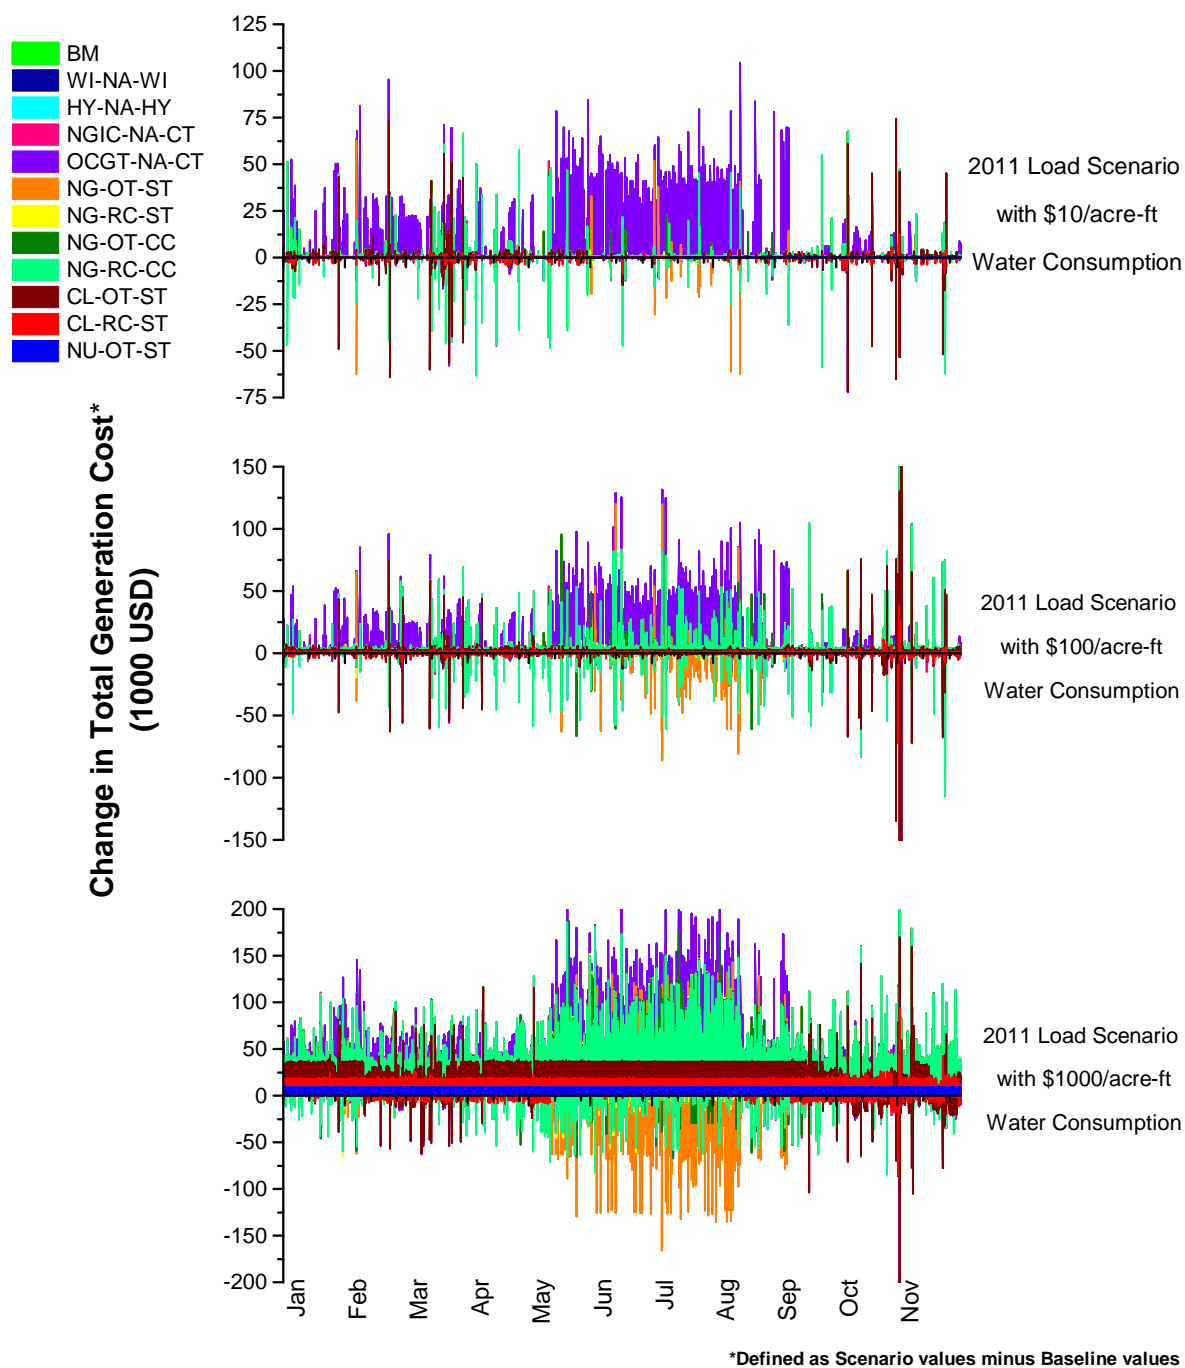 BM
WI-NA-WI
HY-NA-HY
NGIC-NA-CT
OCGT-NA-CT
NG-OT-ST
NG-RC-ST
NG-OT-CC
NG-RC-CC
CL-OT-ST
CL-RC-ST
NU-OT-ST
Change in Total Generation Cost*
(1000 USD)
125
100
75
50
25
0
-25
-50
-75
2011 Load Scenario
with $10/acre-ft
Water Consumption
150
100
50
0
-50
-100
-150
2011 Load Scenario
with $100/acre-ft
Water Consumption
200
150
100
50
0
-50
-100
-150
-200
2011 Load Scenario
with $1000/acre-ft
Water Consumption
Jan
Feb
Mar
Apr
May
Jun
Jul
Aug
Sep
Oct
Nov
*Defined as Scenario values minus Baseline values